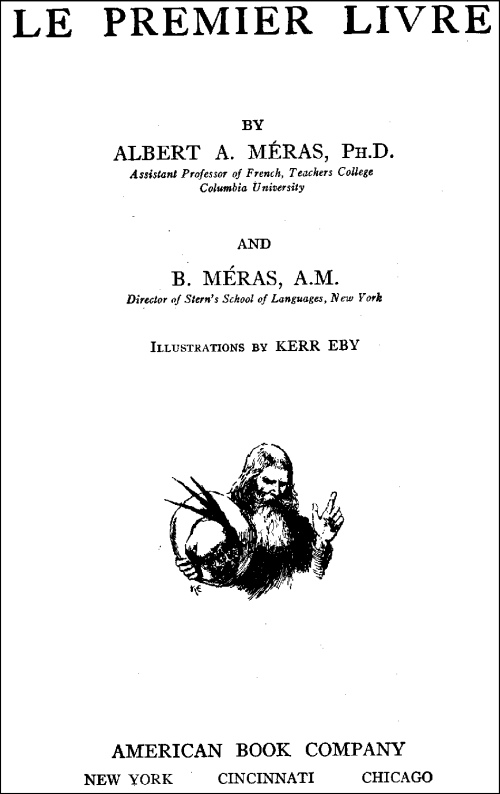 LE PREMIER LIVRE
BY
ALBERT A. MÉRAS, PH.D.
Assistant Professor of French, Teachers College
Columbia University
AND
B. MÉRAS, A.M.
Director of Stern's School of Languages, New York
ILLUSTRATIONS BY KERR EBY
KE
AMERICAN BOOK COMPANY
NEW YORK CINCINNATI CHICAGO